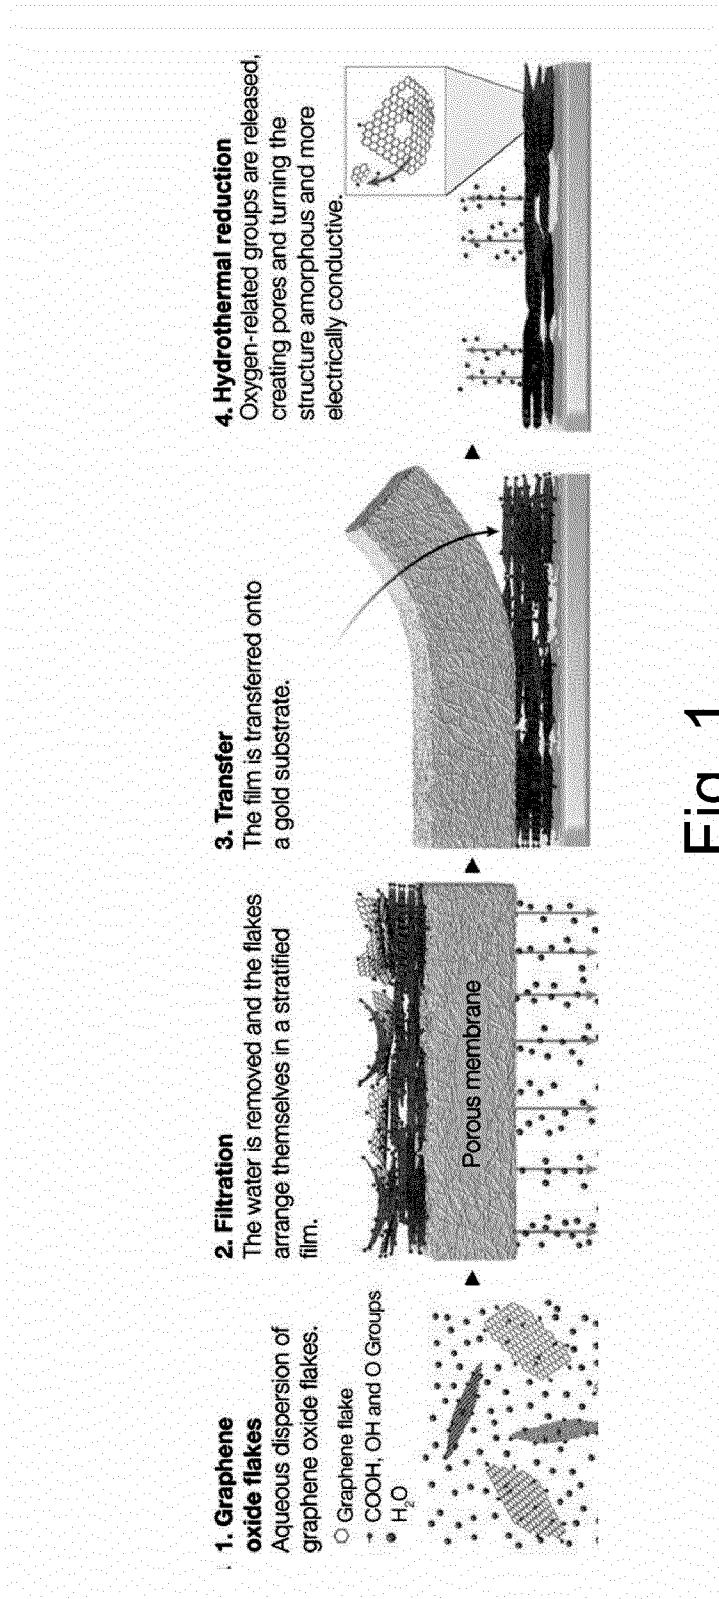 1. Graphene
oxide flakes
Aqueous dispersion of
graphene oxide flakes.
Graphene flake
COOH, OH and O Groups
H₂O
2. Filtration
The water is removed and the flakes
arrange themselves in a stratified
film.
Porous membrane
3. Transfer
The film is transferred onto
a gold substrate.
4. Hydrothermal reduction
Oxygen-related groups are released,
creating pores and turning the
structure amorphous and more
electrically conductive.
Fig. 1